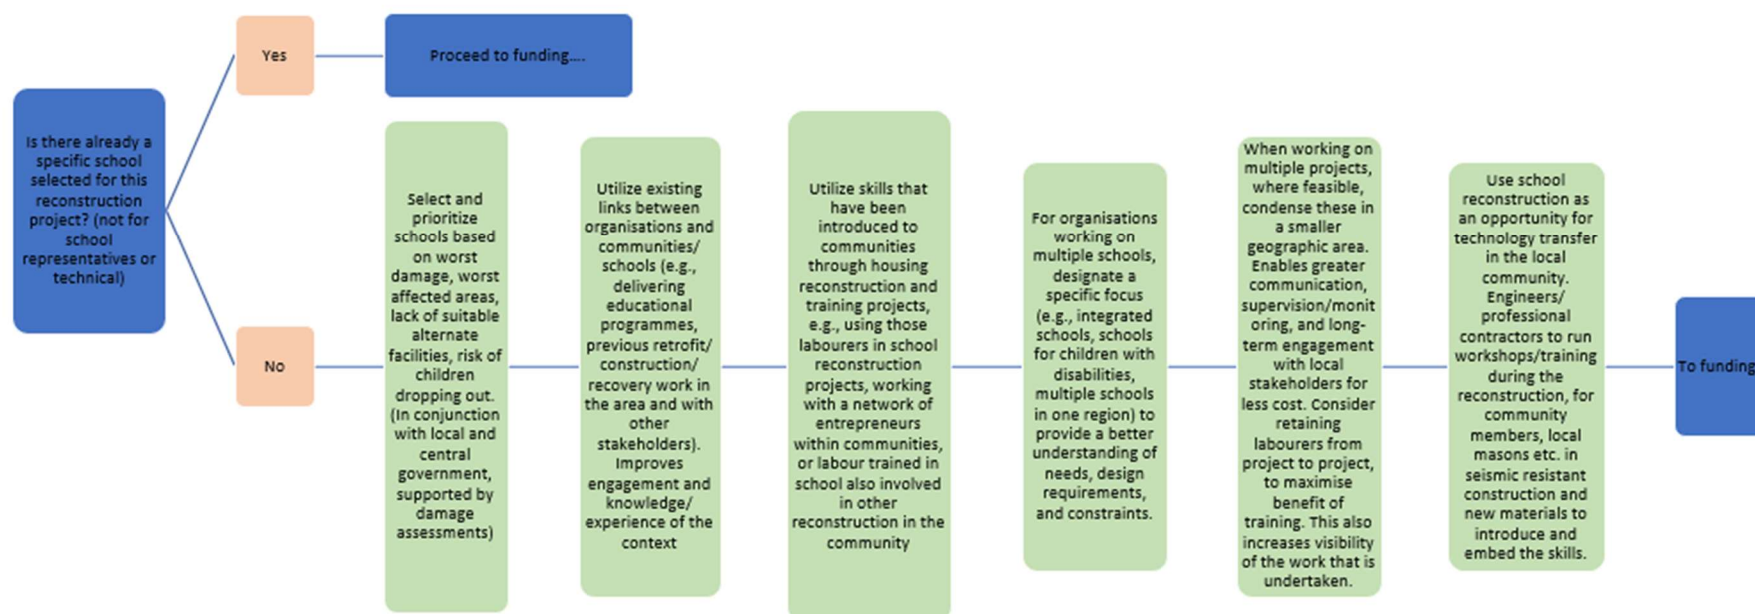 Yes
Proceed to funding....
Is there already a
specific school
selected for this
reconstruction
project? (not for
school
representatives or
technical)
No
Select and
prioritize
schools based
on worst
damage, worst
affected areas,
lack of suitable
alternate
facilities, risk of
children
dropping out.
(In conjunction
with local and
central
government,
supported by
damage
assessments)
Utilize existing
links between
organisations and
communities/
schools (e.g.,
delivering
educational
programmes,
previous retrofit/
construction/
recovery work in
the area and with
other
stakeholders).
Improves
engagement and
knowledge/
experience of the
context
Utilize skills that
have been
introduced to
communities
through housing
reconstruction and
training projects,
e.g., using those
labourers in school
reconstruction
projects, working
with a network of
entrepreneurs
within communities,
or labour trained in
school also involved
in other
reconstruction in the
community
For organisations
working on
multiple schools,
designate a
specific focus
(e.g., integrated
schools, schools
for children with
disabilities,
multiple schools
in one region) to
provide a better
understanding of
needs, design
requirements,
and constraints.
When working on
multiple projects,
where feasible,
condense these in
a smaller
geographic area.
Enables greater
communication,
supervision/monit
oring, and long-
term engagement
with local
stakeholders for
less cost. Consider
retaining
labourers from
project to project,
to maximise
benefit of
training. This also
increases visibility
of the work that is
undertaken.
Use school
reconstruction as
an opportunity for
technology transfer
in the local
community.
Engineers/
professional
contractors to run
workshops/training
during the
reconstruction, for
community
members, local
masons etc. in
seismic resistant
construction and
new materials to
introduce and
embed the skills.
To funding